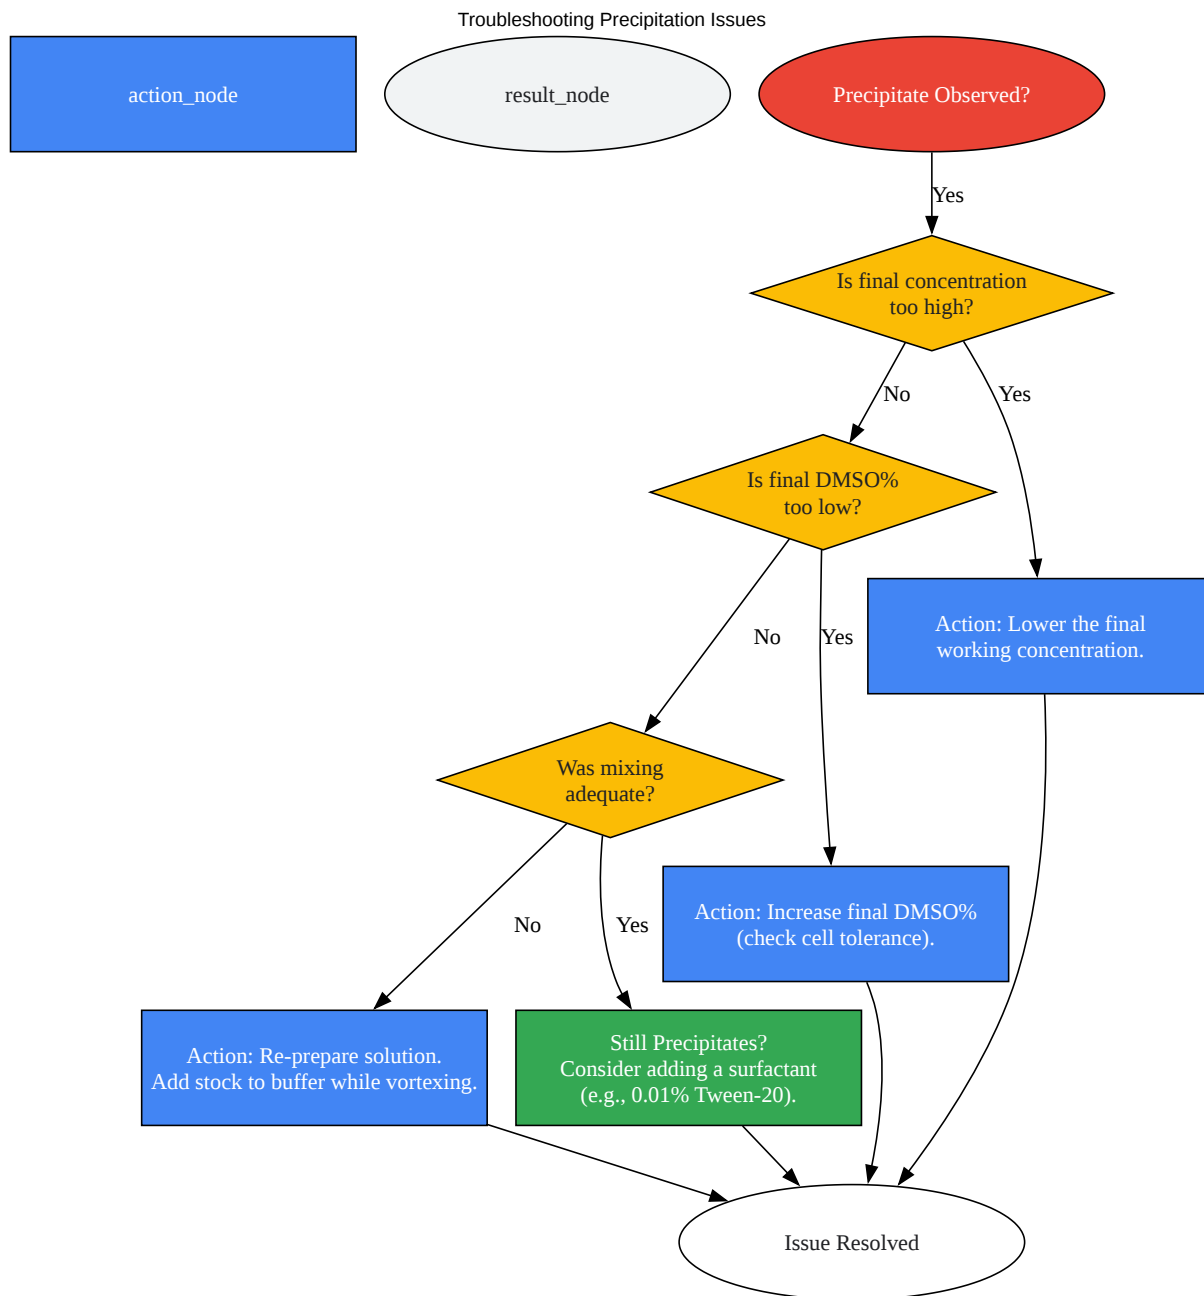 Troubleshooting Precipitation Issues
action_node
result_node
Precipitate Observed?
Yes
Is final concentration
too high?
No
Yes
Is final DMSO%
too low?
No
Yes
Action: Lower the final
working concentration.
Was mixing
adequate?
No
Yes
Action: Increase final DMSO%
(check cell tolerance).
Action: Re-prepare solution.
Add stock to buffer while vortexing.
Still Precipitates?
Consider adding a surfactant
(e.g., 0.01% Tween-20).
Issue Resolved